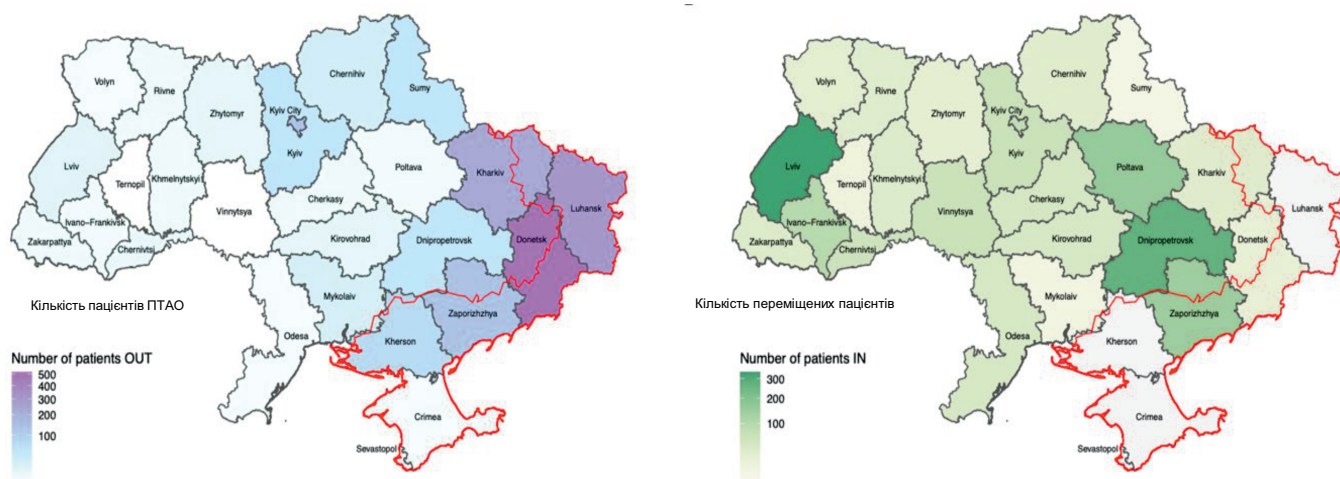 Volyn
Rivne
Zhytomyr
Kyiv City
Chernihiv
Sumy
Kyiv
Lviv
Ternopil
Khmelnytskyi
Poltava
Kharkiv
Luhansk
Cherkasy
Vinnytsya
Ivano-Frankivsk
Zakarpattya
Chernivtsi
Kirovohrad
Dnipropetrovsk
Donetsk
Mykolaiv
Zaporizhzhya
Odesa
Kherson
Crimea
Sevastopol
Кількість пацієнтів ПТАО
Number of patients OUT
500
400
300
200
100
Volyn
Rivne
Zhytomyr
Kyiv City
Chernihiv
Sumy
Kyiv
Lviv
Ternopil
Khmelnytskyi
Poltava
Kharkiv
Luhansk
Cherkasy
Vinnytsya
Ivano-Frankivsk
Zakarpattya
Chernivtsi
Kirovohrad
Dnipropetrovsk
Donetsk
Mykolaiv
Zaporizhzhya
Odesa
Kherson
Crimea
Sevastopol
Кількість переміщених пацієнтів
Number of patients IN
300
200
100